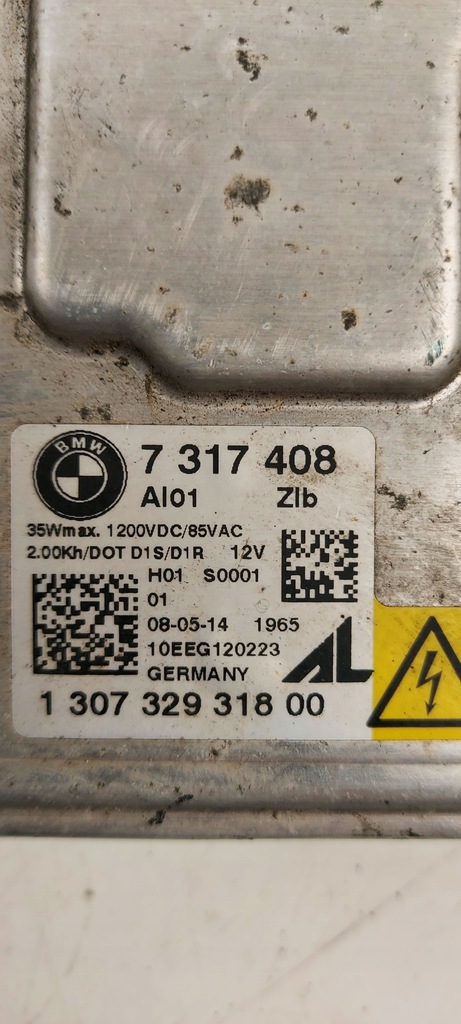 BMW
7 317 408
AI01 ZIb
35Wmax. 1200VDC/85VAC
2.00Kh/DOT D1S/D1R 12V
H01 S0001
01
08-05-14 1965
10EEG120223
AL
GERMANY
1 307 329 318 00